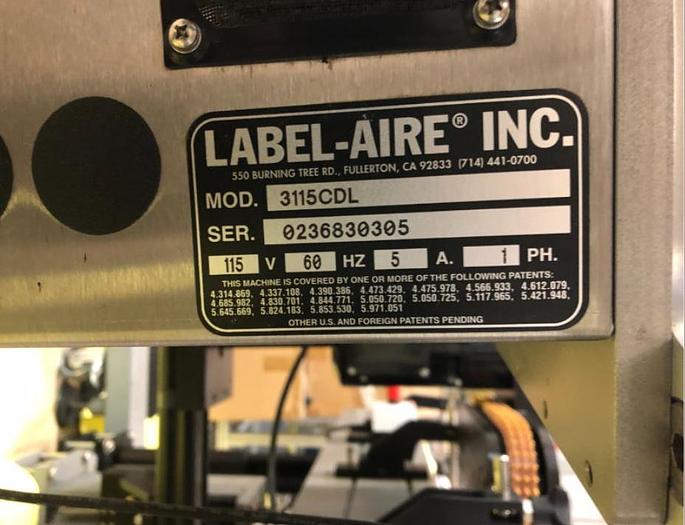 LABEL-AIRE® INC.
550 BURNING TREE RD., FULLERTON, CA 92833 (714) 441-0700
MOD. 3115CDL
SER. 0236830305
115 V 60 HZ 5 A. 1 PH.
THIS MACHINE IS COVERED BY ONE OR MORE OF THE FOLLOWING PATENTS:
4.314.869, 4.337.108, 4.390.386, 4.473.429, 4.475.978, 4.566.933, 4.612.079,
4.685.982, 4.830.701, 4.844.771, 5.050.720, 5.050.725, 5.117.965, 5.421.948,
5.645.669, 5.824.183, 5.853.530, 5.971.051
OTHER U.S. AND FOREIGN PATENTS PENDING